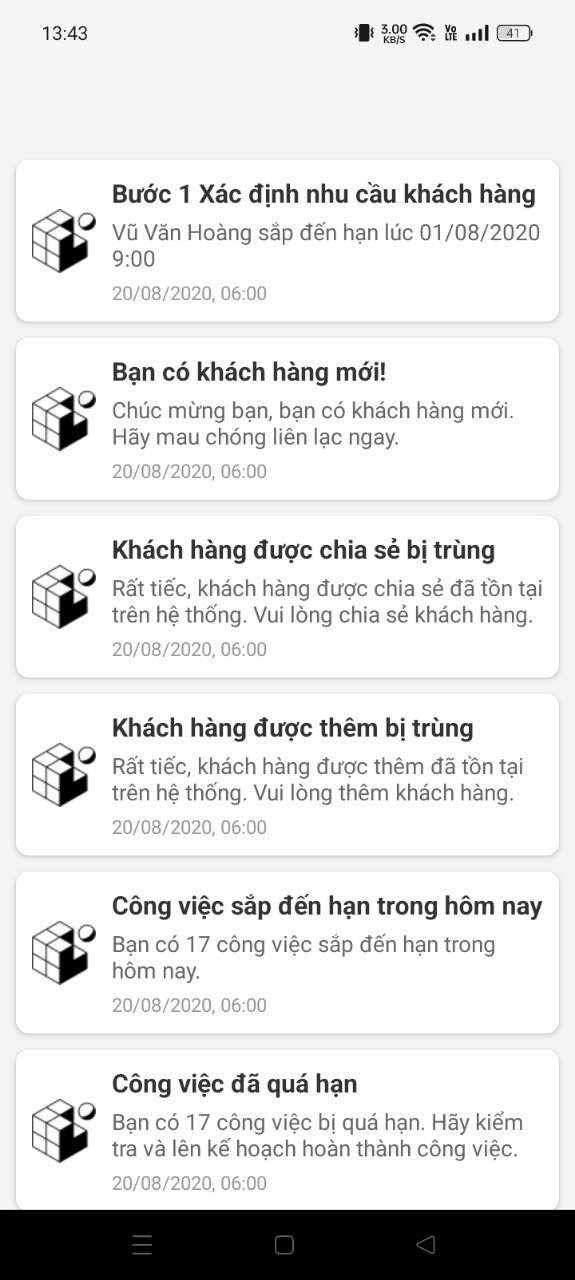 13:43
3.00
KB/S
Vo
LTE
41
Bước 1 Xác định nhu cầu khách hàng
Vũ Văn Hoàng sắp đến hạn lúc 01/08/2020
9:00
20/08/2020, 06:00
Bạn có khách hàng mới!
Chúc mừng bạn, bạn có khách hàng mới.
Hãy mau chóng liên lạc ngay.
20/08/2020, 06:00
Khách hàng được chia sẻ bị trùng
Rất tiếc, khách hàng được chia sẻ đã tồn tại
trên hệ thống. Vui lòng chia sẻ khách hàng.
20/08/2020, 06:00
Khách hàng được thêm bị trùng
Rất tiếc, khách hàng được thêm đã tồn tại
trên hệ thống. Vui lòng thêm khách hàng.
20/08/2020, 06:00
Công việc sắp đến hạn trong hôm nay
Bạn có 17 công việc sắp đến hạn trong
hôm nay.
20/08/2020, 06:00
Công việc đã quá hạn
Bạn có 17 công việc bị quá hạn. Hãy kiểm
tra và lên kế hoạch hoàn thành công việc.
20/08/2020, 06:00